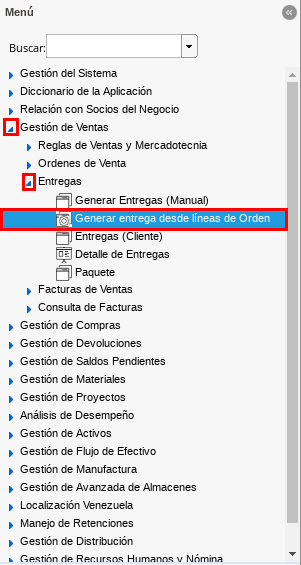 Menú
Buscar:
Gestión del Sistema
Diccionario de la Aplicación
Relación con Socios del Negocio
Gestión de Ventas
Reglas de Ventas y Mercadotecnia
Ordenes de Venta
Entregas
Generar Entregas (Manual)
Generar entrega desde líneas de Orden
Entregas (Cliente)
Detalle de Entregas
Paquete
Facturas de Ventas
Consulta de Facturas
Gestión de Compras
Gestión de Devoluciones
Gestión de Saldos Pendientes
Gestión de Materiales
Gestión de Proyectos
Análisis de Desempeño
Gestión de Activos
Gestión de Flujo de Efectivo
Gestión de Manufactura
Gestión de Avanzada de Almacenes
Localización Venezuela
Manejo de Retenciones
Gestión de Distribución
Gestión de Recursos Humanos y Nómina